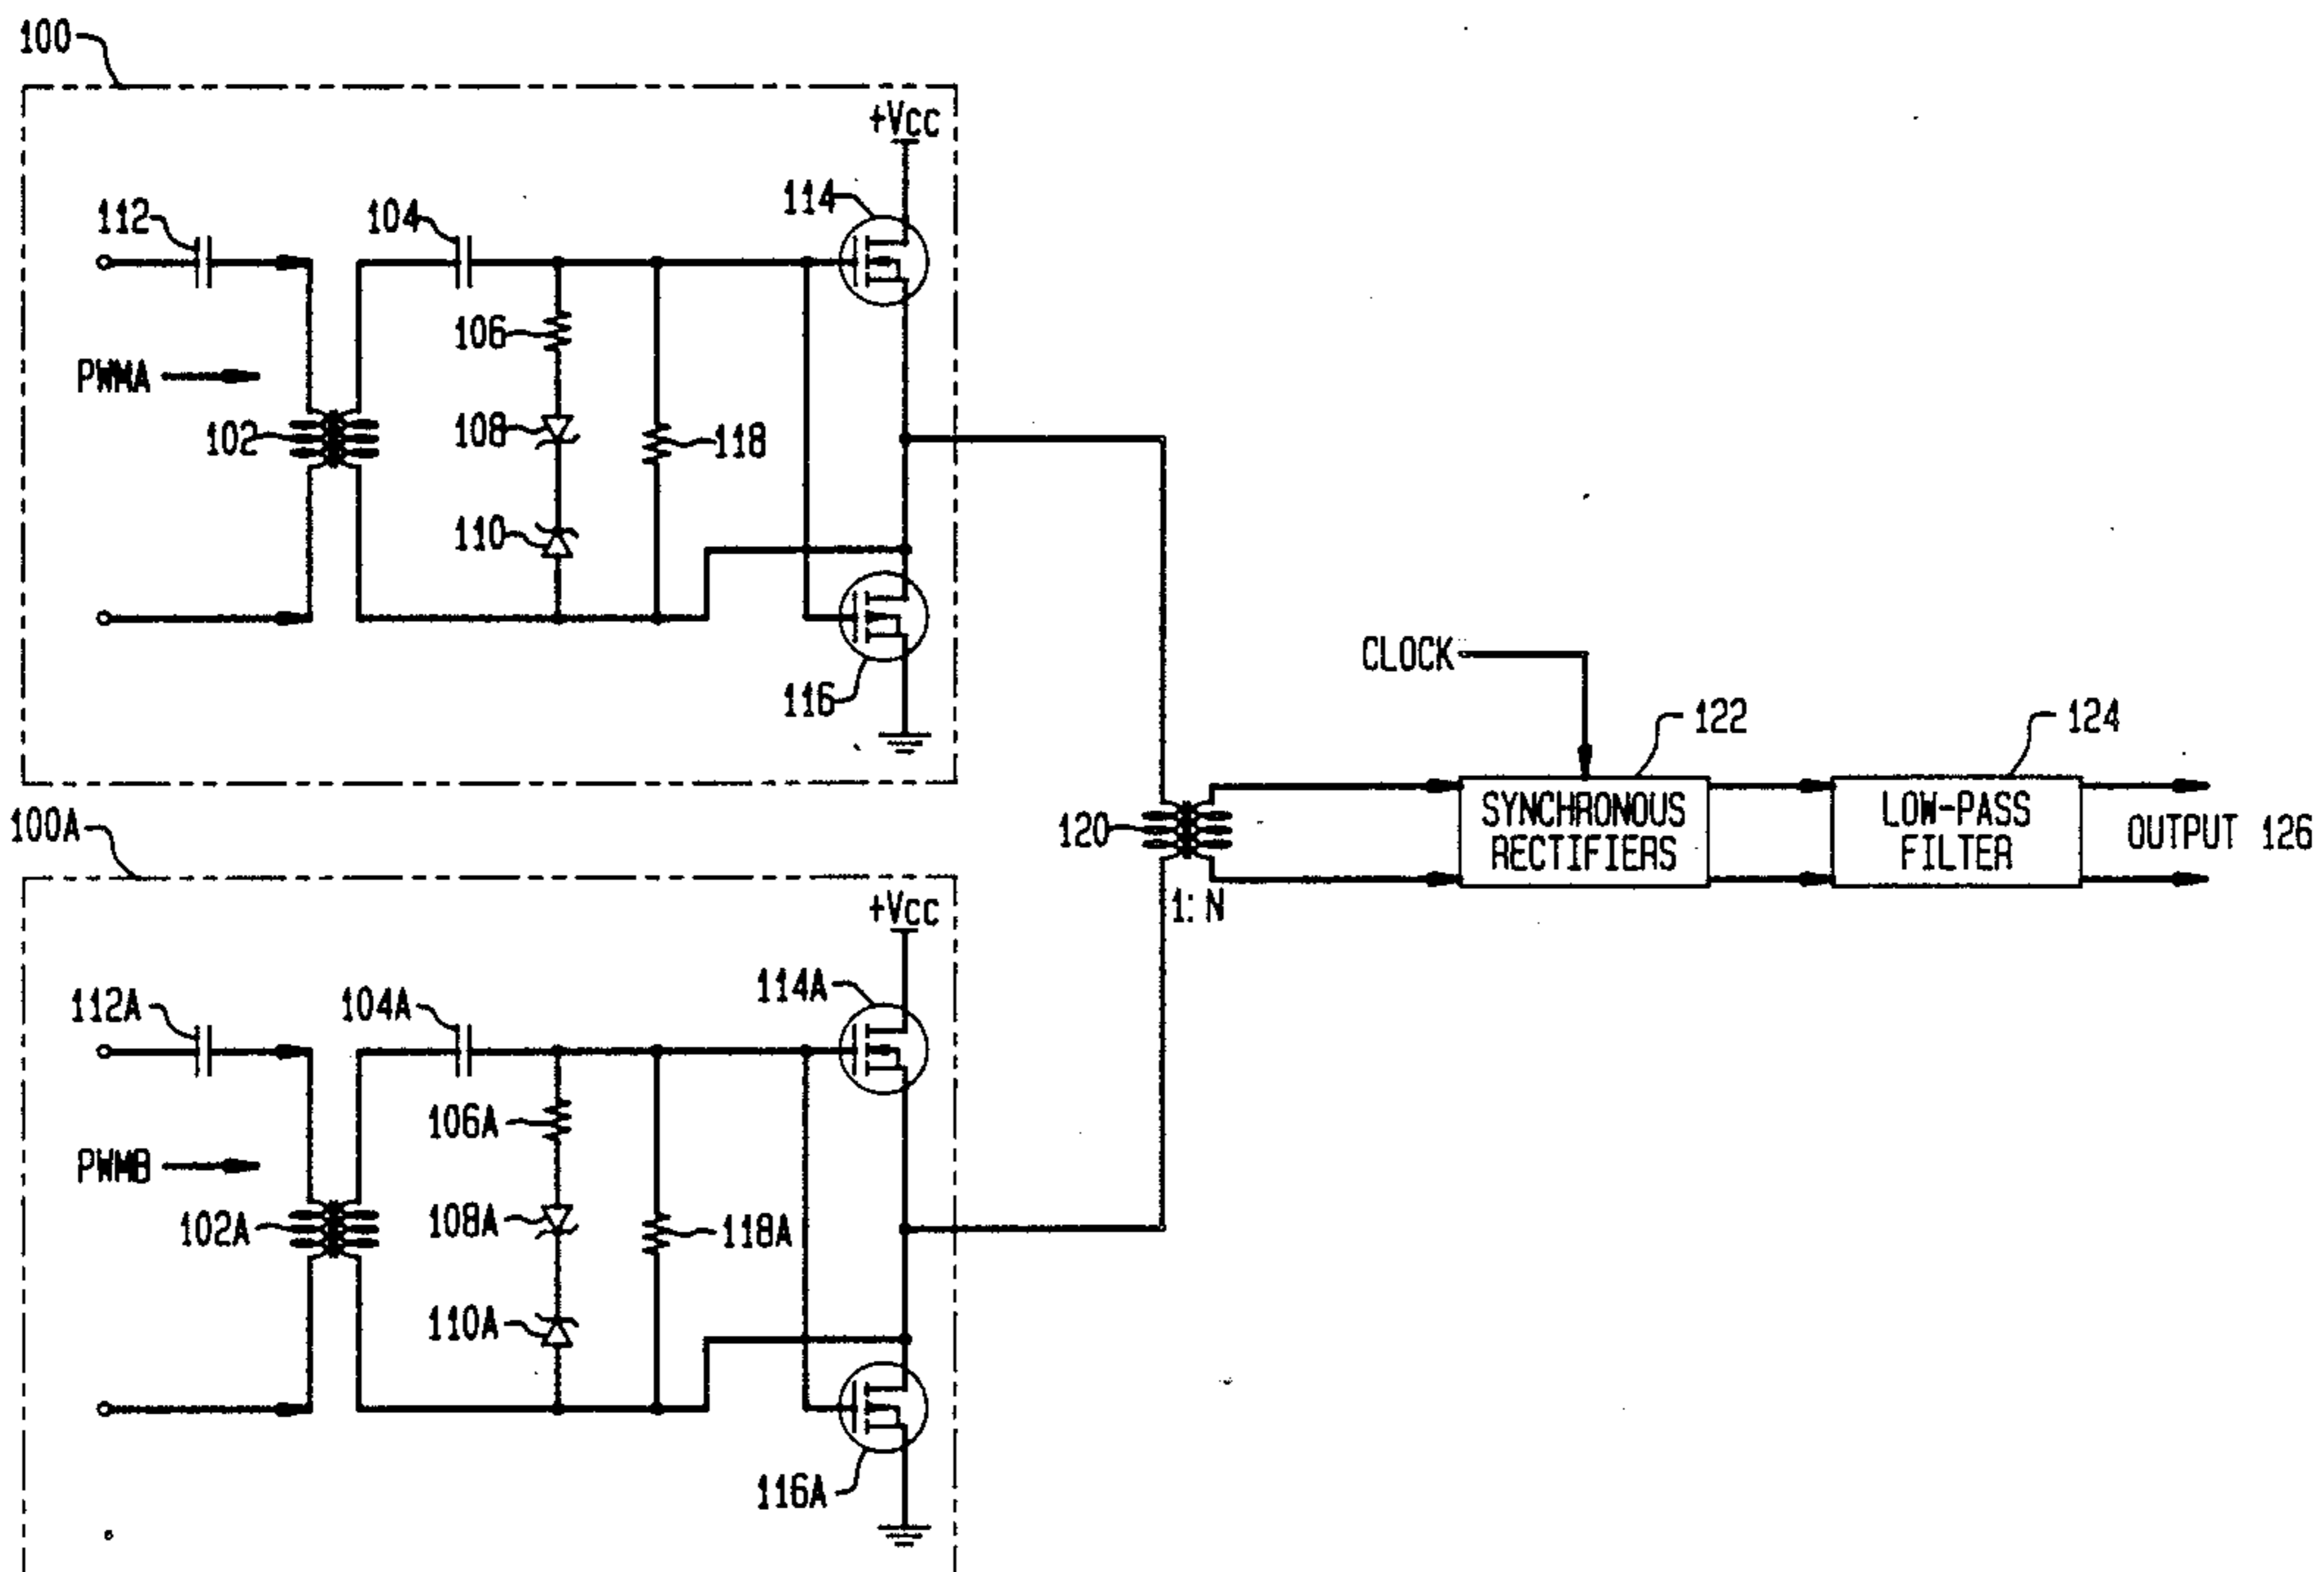 100
+VCC
114
112
104
106
PWMA
108
102
118
110
116
CLOCK
122
124
100A
120
SYNCHRONOUS
RECTIFIERS
LOW-PASS
FILTER
OUTPUT 126
1:N
+VCC
114A
112A
104A
106A
PWMB
108A
102A
118A
110A
116A